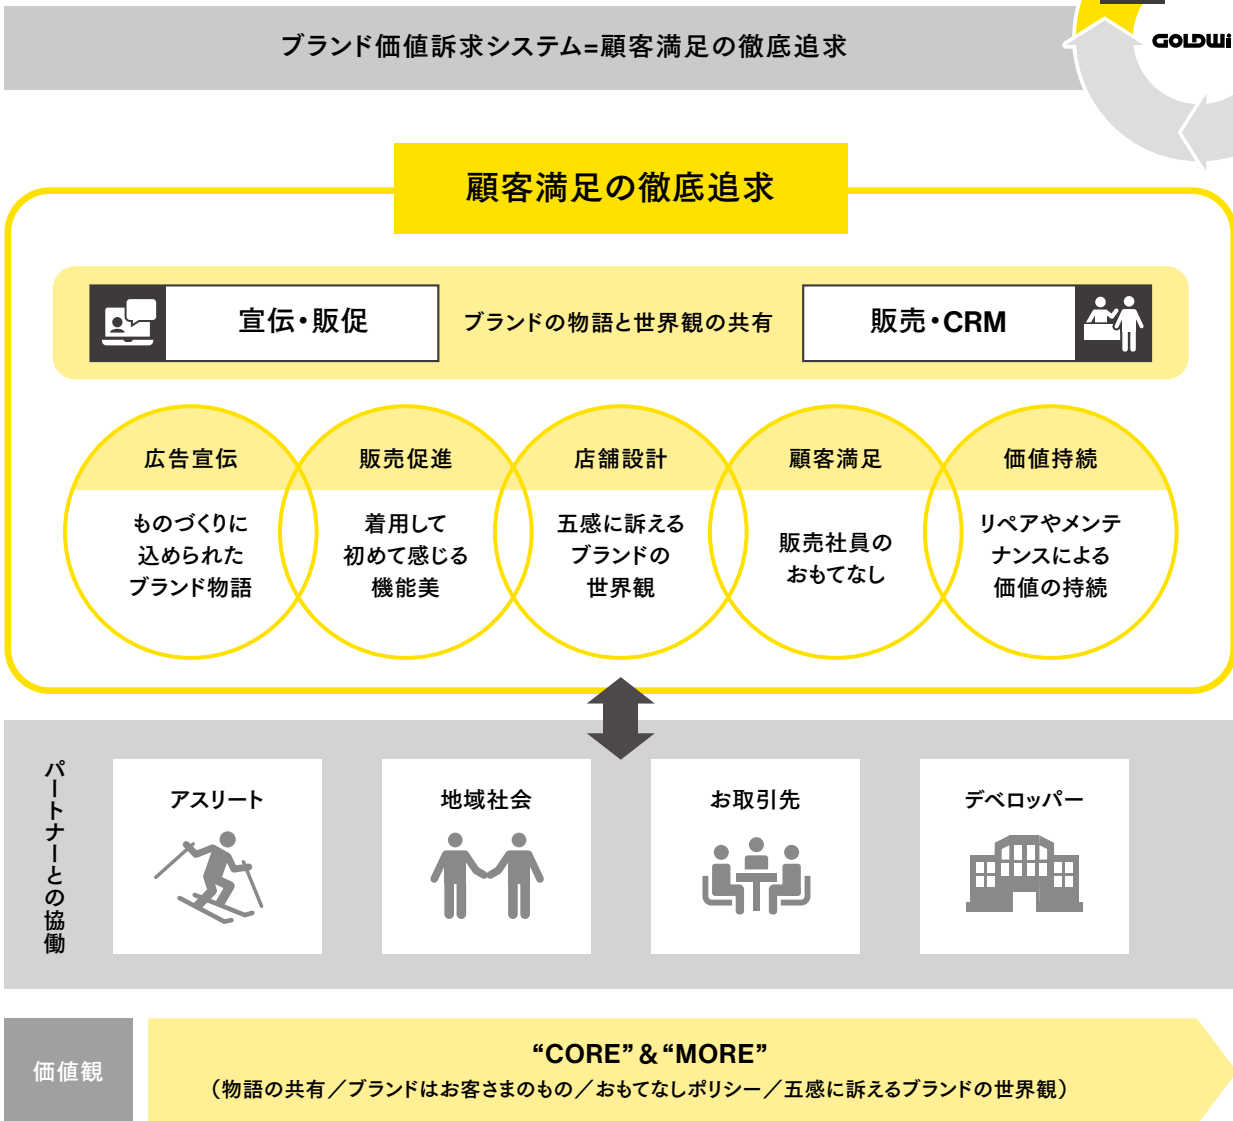 ブランド価値訴求システム=顧客満足の徹底追求
GOLDWi
顧客満足の徹底追求
宣伝・販促
ブランドの物語と世界観の共有
販売・CRM
広告宣伝
ものづくりに
込められた
ブランド物語
販売促進
着用して
初めて感じる
機能美
店舗設計
五感に訴える
ブランドの
世界観
顧客満足
販売社員の
おもてなし
価値持続
リペアやメンテ
ナンスによる
価値の持続
パートナーとの協働
アスリート
地域社会
お取引先
デベロッパー
価値観
“CORE” & “MORE”
（物語の共有／ブランドはお客さまのもの／おもてなしポリシー／五感に訴えるブランドの世界観）